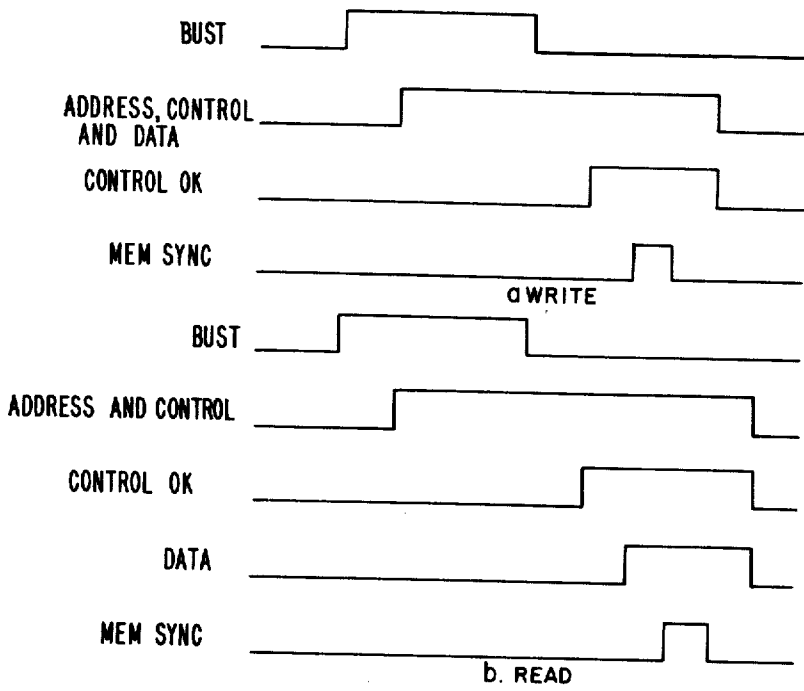 BUST
ADDRESS, CONTROL
AND DATA
CONTROL OK
MEM SYNC
a WRITE
BUST
ADDRESS AND CONTROL
CONTROL OK
DATA
MEM SYNC
b. READ